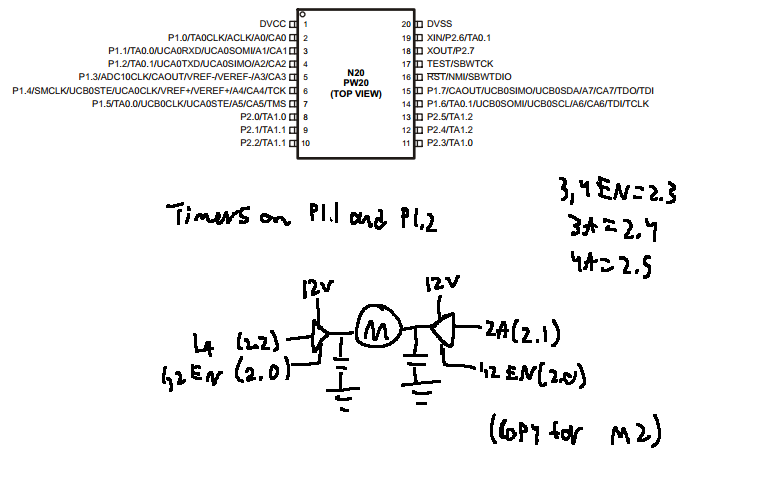 DVCC 1
P1.0/TA0CLK/ACLK/A0/CA0 2
P1.1/TA0.0/UCA0RXD/UCA0SOMI/A1/CA1 3
P1.2/TA0.1/UCA0TXD/UCA0SIMO/A2/CA2 4
P1.3/ADC10CLK/CAOUT/VREF-/VEREF-/A3/CA3 5
P1.4/SMCLK/UCB0STE/UCA0CLK/VREF+/VEREF+/A4/CA4/TCK 6
P1.5/TA0.0/UCB0CLK/UCA0STE/A5/CA5/TMS 7
P2.0/TA1.0 8
P2.1/TA1.1 9
P2.2/TA1.1 10
N20
PW20
(TOP VIEW)
20 DVSS
19 XIN/P2.6/TA0.1
18 XOUT/P2.7
17 TEST/SBWTCK
16 RST/NMI/SBWTDIO
15 P1.7/CAOUT/UCB0SIMO/UCB0SDA/A7/CA7/TDO/TDI
14 P1.6/TA0.1/UCB0SOMI/UCB0SCL/A6/CA6/TDI/TCLK
13 P2.5/TA1.2
12 P2.4/TA1.2
11 P2.3/TA1.0
Timers on P1.1 and P1.2
3,4 EN=2.3
3A=2.4
4A=2.5
12V
12V
M
1A (2.2)
1,2 EN (2.0)
2A(2.1)
1,2 EN(2.0)
(copy for M2)